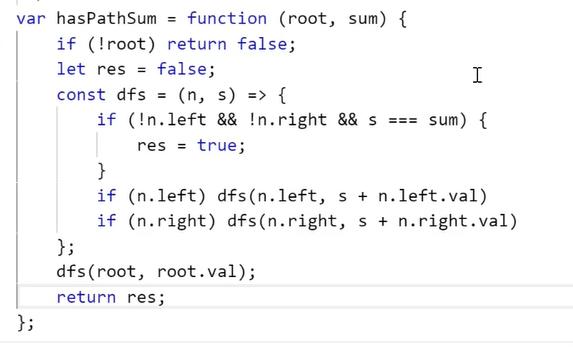 var hasPathSum = function (root, sum) {
    if (!root) return false;
    let res = false;
    const dfs = (n, s) => {
        if (!n.left && !n.right && s === sum) {
            res = true;
        }
        if (n.left) dfs(n.left, s + n.left.val)
        if (n.right) dfs(n.right, s + n.right.val)
    };
    dfs(root, root.val);
    return res;
};